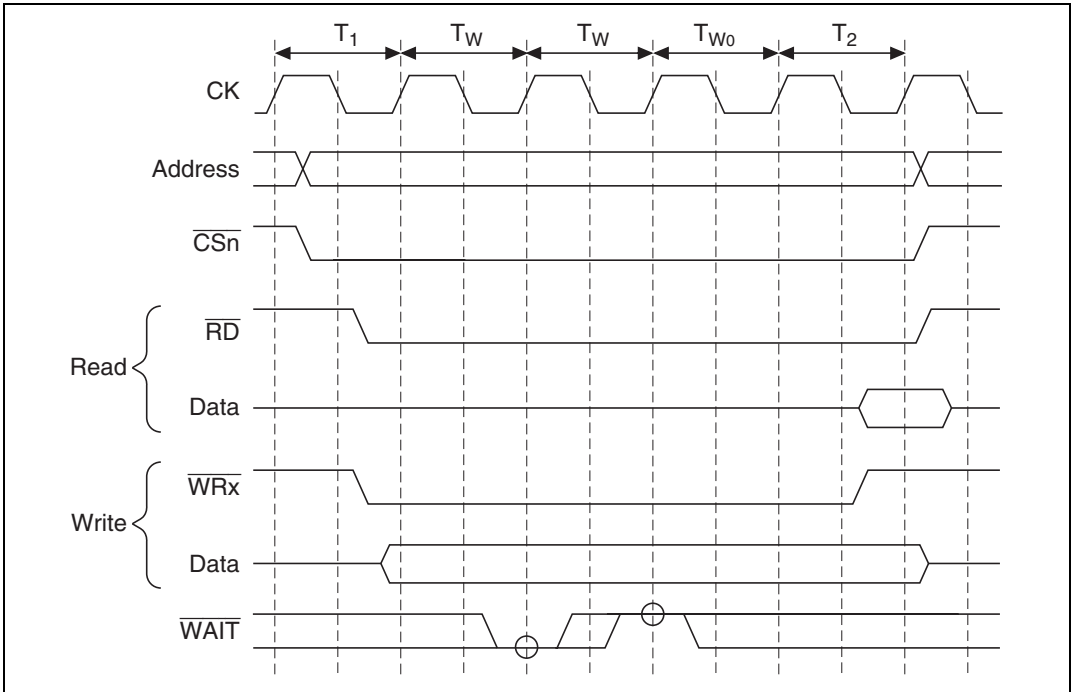 T1 TW TW TW0 T2
CK
Address
CSn
RD
Read
Data
WRx
Write
Data
WAIT